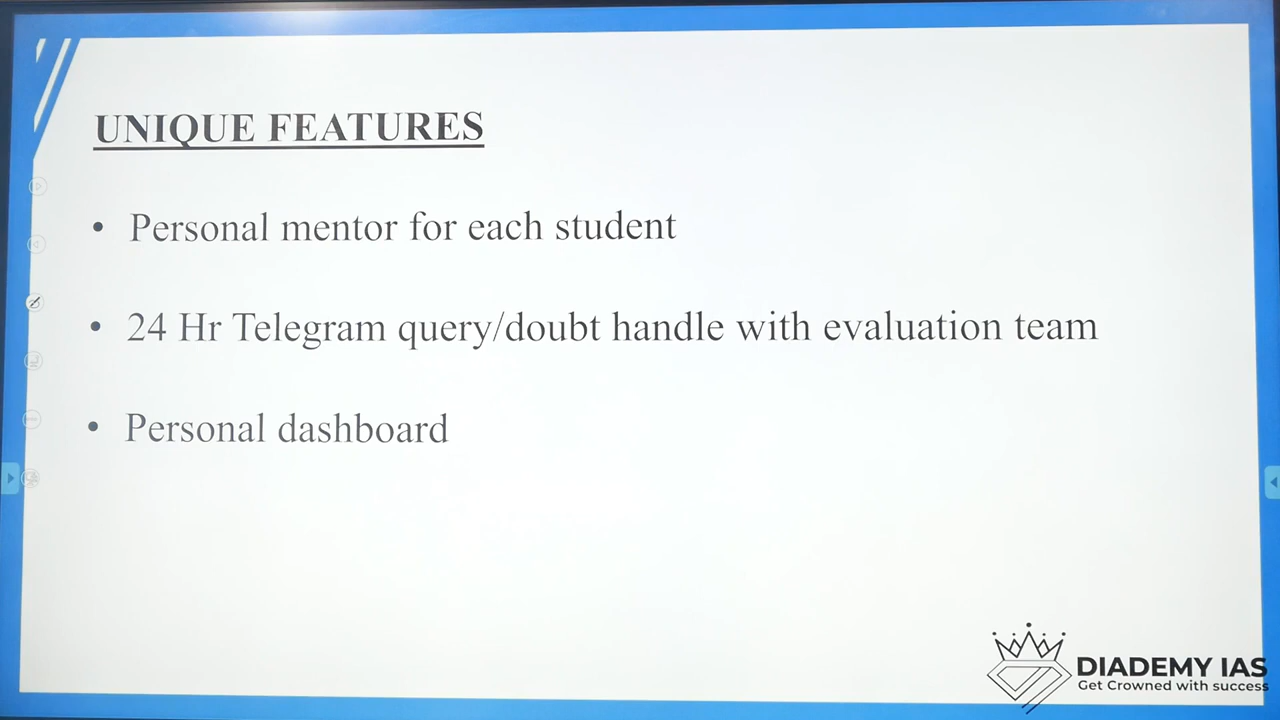 UNIQUE FEATURES
• Personal mentor for each student
• 24 Hr Telegram query/doubt handle with evaluation team
• Personal dashboard
DIADEMY IAS
Get Crowned with success